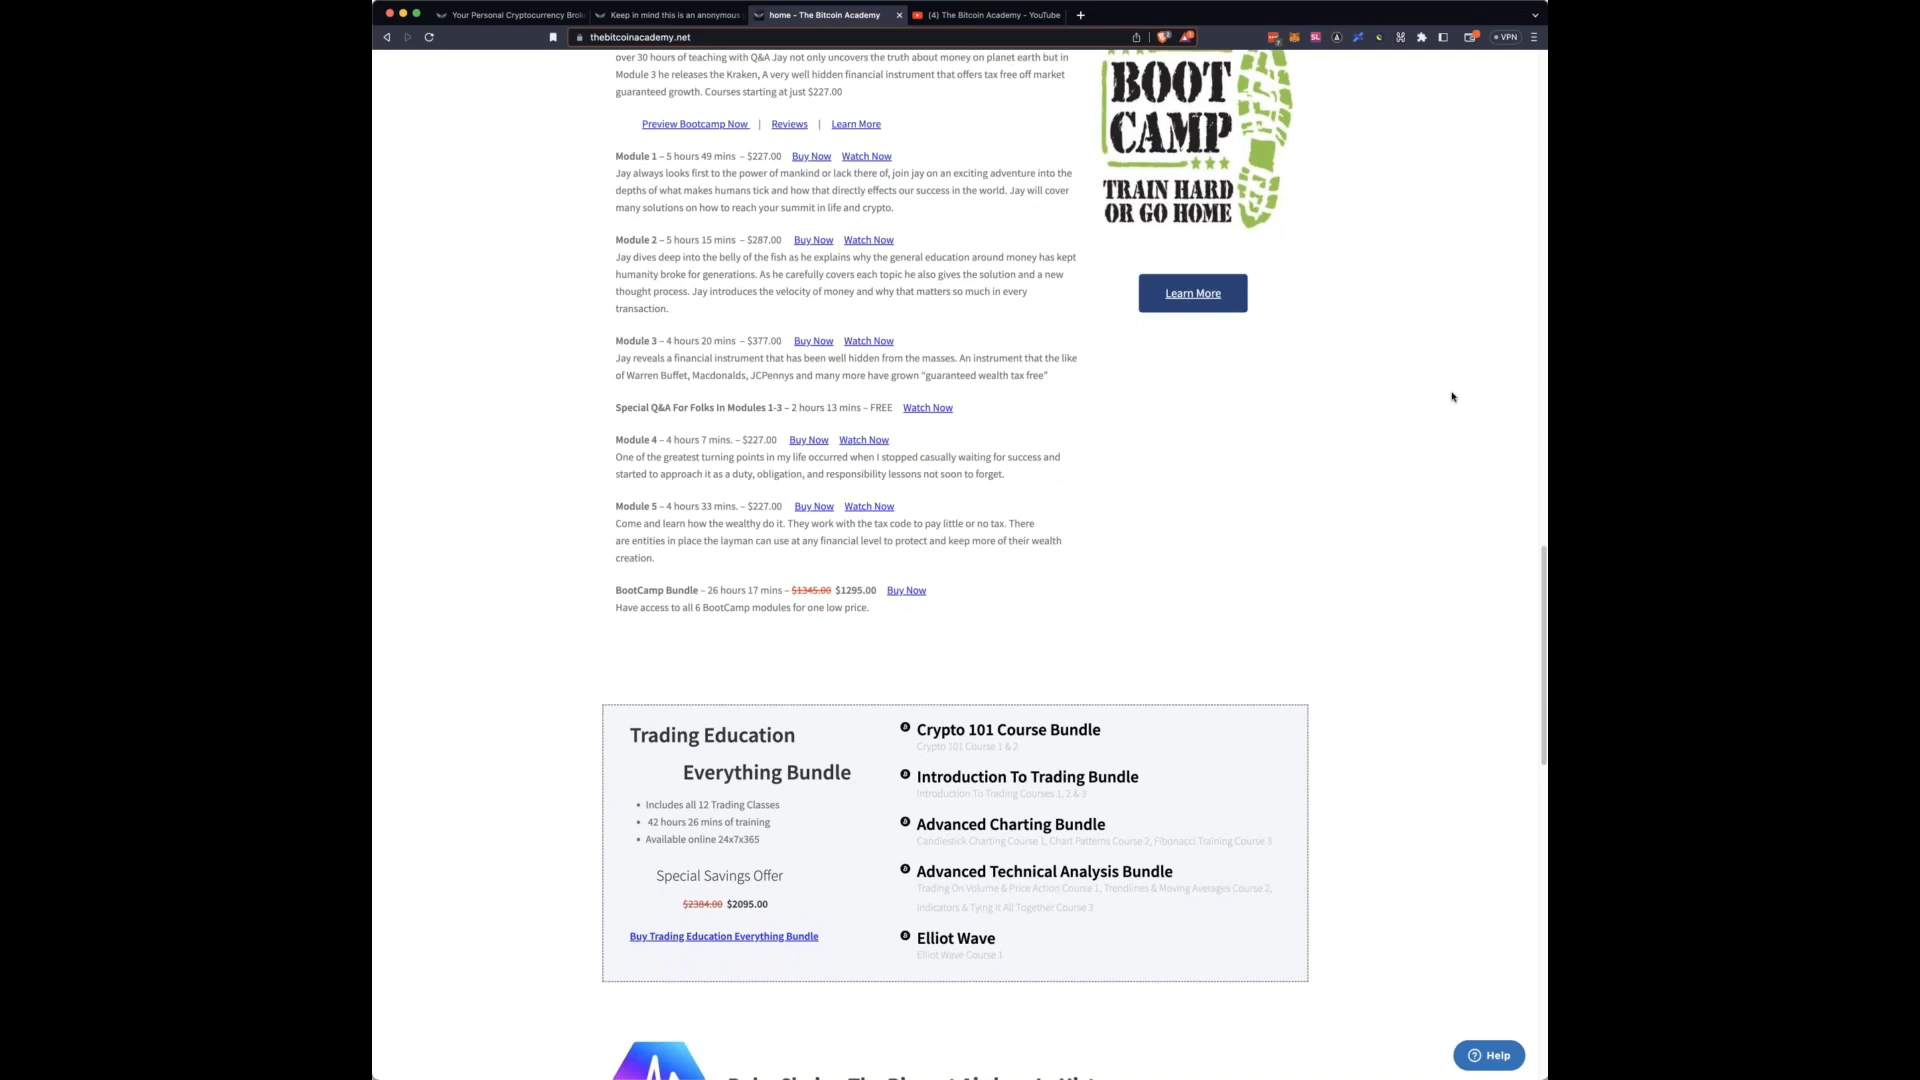 Your Personal Cryptocurrency Brok
Keep in mind this is an anonymous
home - The Bitcoin Academy
(4) The Bitcoin Academy - YouTube
thebitcoinacademy.net
VPN
over 30 hours of teaching with Q&A Jay not only uncovers the truth about money on planet earth but in
Module 3 he releases the Kraken, A very well hidden financial instrument that offers tax free off market
guaranteed growth. Courses starting at just $227.00
Preview Bootcamp Now | Reviews | Learn More
Module 1 – 5 hours 49 mins – $227.00 Buy Now Watch Now
Jay always looks first to the power of mankind or lack there of, join jay on an exciting adventure into the
depths of what makes humans tick and how that directly effects our success in the world. Jay will cover
many solutions on how to reach your summit in life and crypto.
Module 2 – 5 hours 15 mins – $287.00 Buy Now Watch Now
Jay dives deep into the belly of the fish as he explains why the general education around money has kept
humanity broke for generations. As he carefully covers each topic he also gives the solution and a new
thought process. Jay introduces the velocity of money and why that matters so much in every
transaction.
Module 3 – 4 hours 20 mins – $377.00 Buy Now Watch Now
Jay reveals a financial instrument that has been well hidden from the masses. An instrument that the like
of Warren Buffet, Macdonalds, JCPennys and many more have grown “guaranteed wealth tax free”
Special Q&A For Folks In Modules 1-3 – 2 hours 13 mins – FREE Watch Now
Module 4 – 4 hours 7 mins. – $227.00 Buy Now Watch Now
One of the greatest turning points in my life occurred when I stopped casually waiting for success and
started to approach it as a duty, obligation, and responsibility lessons not soon to forget.
Module 5 – 4 hours 33 mins. – $227.00 Buy Now Watch Now
Come and learn how the wealthy do it. They work with the tax code to pay little or no tax. There
are entities in place the layman can use at any financial level to protect and keep more of their wealth
creation.
BootCamp Bundle – 26 hours 17 mins – $1345.00 $1295.00 Buy Now
Have access to all 6 BootCamp modules for one low price.
BOOT
CAMP
TRAIN HARD
OR GO HOME
Learn More
Trading Education
Everything Bundle
• Includes all 12 Trading Classes
• 42 hours 26 mins of training
• Available online 24x7x365
Special Savings Offer
$2384.00 $2095.00
Buy Trading Education Everything Bundle
Crypto 101 Course Bundle
Crypto 101 Course 1 & 2
Introduction To Trading Bundle
Introduction To Trading Courses 1, 2 & 3
Advanced Charting Bundle
Candlestick Charting Course 1, Chart Patterns Course 2, Fibonacci Training Course 3
Advanced Technical Analysis Bundle
Trading On Volume & Price Action Course 1, Trendlines & Moving Averages Course 2,
Indicators & Tying It All Together Course 3
Elliot Wave
Elliot Wave Course 1
Help